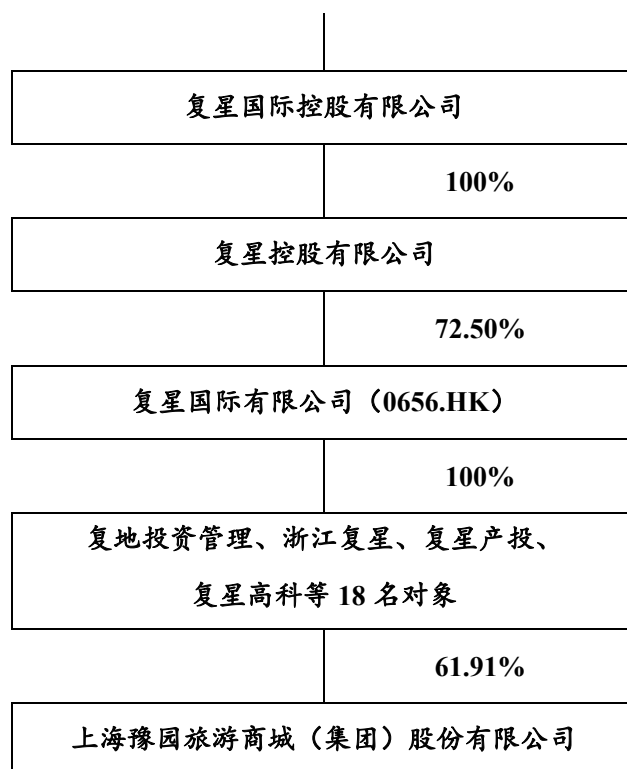 复星国际控股有限公司
100%
复星控股有限公司
72.50%
复星国际有限公司（0656.HK）
100%
复地投资管理、浙江复星、复星产投、
复星高科等 18 名对象
61.91%
上海豫园旅游商城（集团）股份有限公司